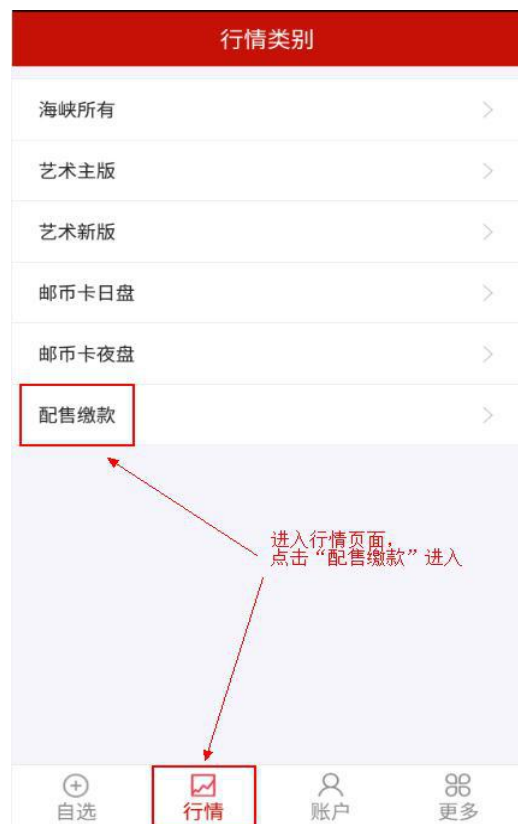 行情类别
海峡所有
艺术主版
艺术新版
邮币卡日盘
邮币卡夜盘
配售缴款
进入行情页面，
点击“配售缴款”进入
自选
行情
账户
更多